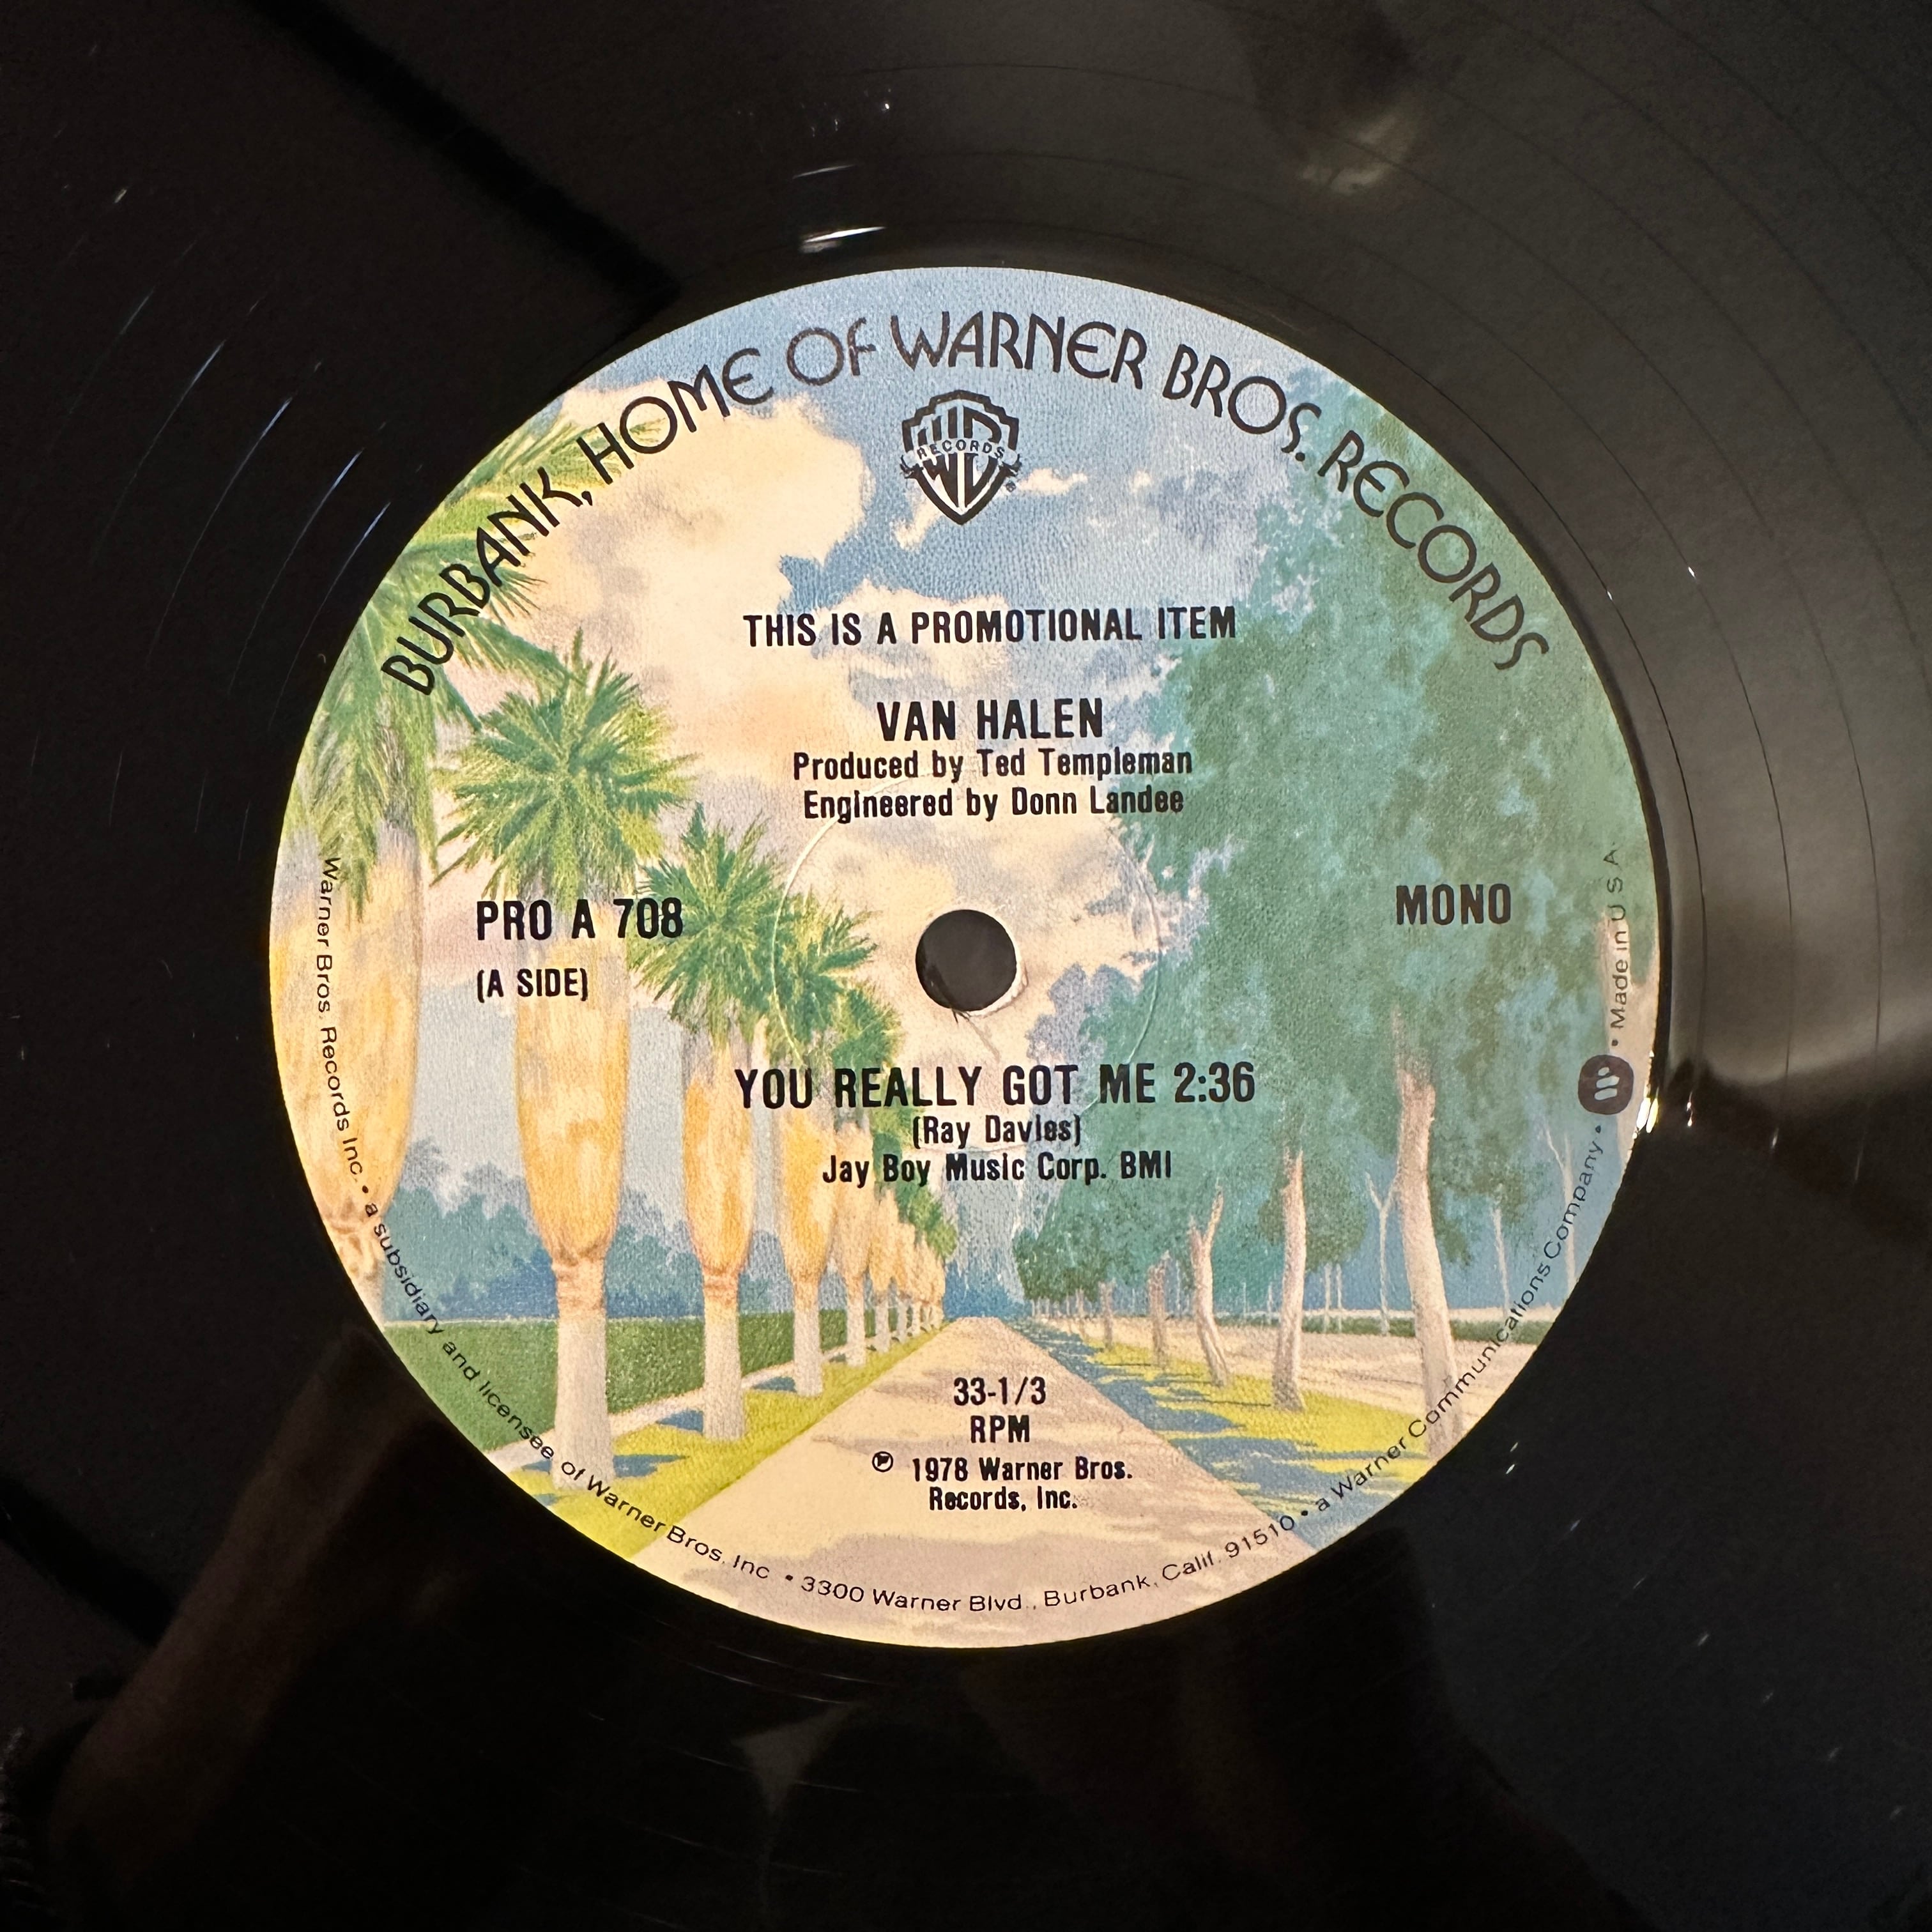 BURBANK, HOME OF WARNER BROS. RECORDS
RECORDS
THIS IS A PROMOTIONAL ITEM
VAN HALEN
Produced by Ted Templeman
Engineered by Donn Landee
PRO A 708
(A SIDE)
MONO
YOU REALLY GOT ME 2:36
(Ray Davies)
Jay Boy Music Corp. BMI
33-1/3
RPM
℗ 1978 Warner Bros.
Records, Inc.
Warner Bros. Records Inc. • a subsidiary and licensee of Warner Bros. Inc • 3300 Warner Blvd., Burbank, Calif. 91510 • a Warner Communications Company • • Made in U S A